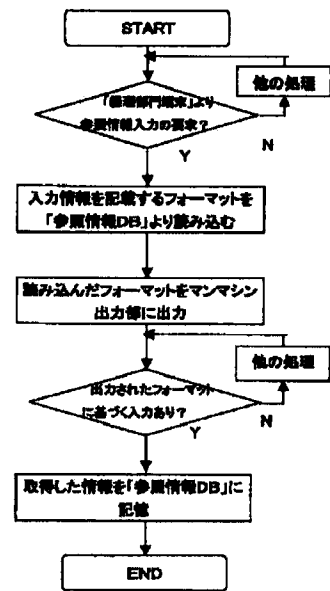 START
他の処理
「経理部門端末」より
参照情報入力の要求?
Y
N
入力情報を記載するフォーマットを
「参照情報DB」より読み込む
読み込んだフォーマットをマンマシン
出力部に出力
他の処理
出力されたフォーマット
に基づく入力あり?
Y
N
取得した情報を「参照情報DB」に
記憶
END